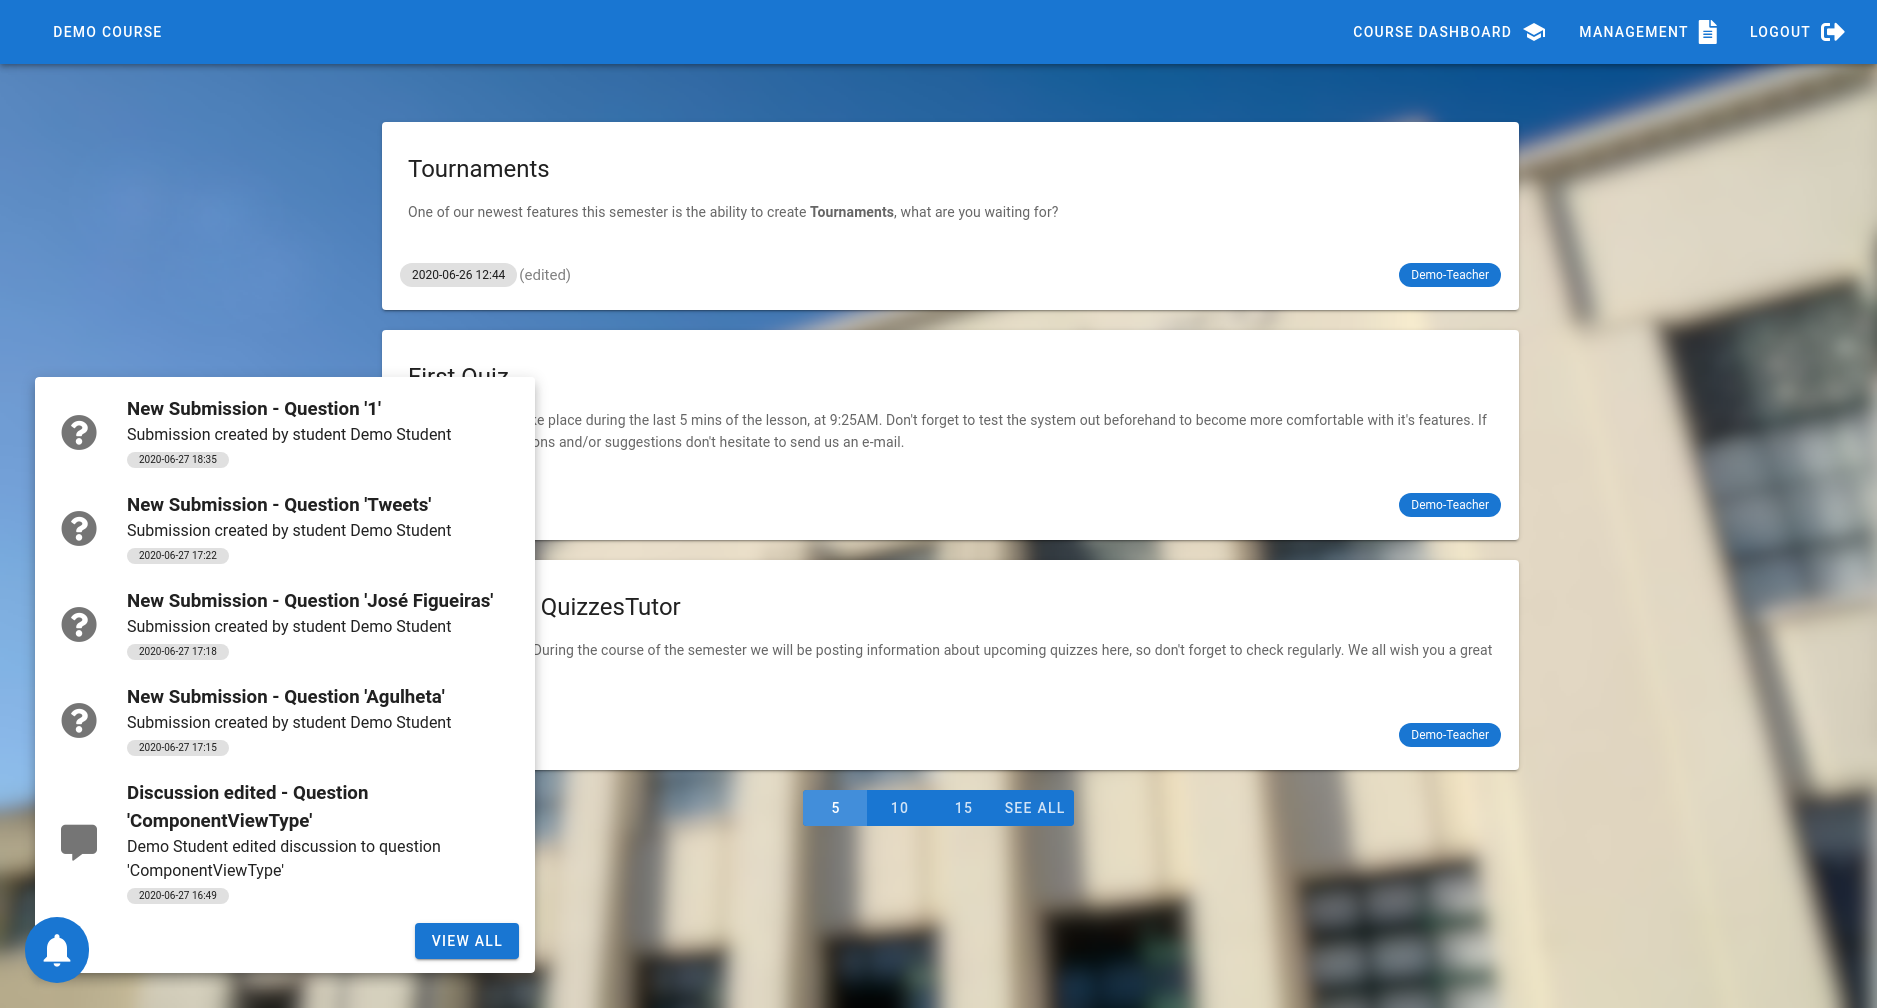 DEMO COURSE
COURSE DASHBOARD
MANAGEMENT
LOGOUT
Tournaments
One of our newest features this semester is the ability to create Tournaments, what are you waiting for?
2020-06-26 12:44 (edited)
Demo-Teacher
First Quiz
place during the last 5 mins of the lesson, at 9:25AM. Don't forget to test the system out beforehand to become more comfortable with it's features. If
and/or suggestions don't hesitate to send us an e-mail.
Demo-Teacher
QuizzesTutor
During the course of the semester we will be posting information about upcoming quizzes here, so don't forget to check regularly. We all wish you a great
Demo-Teacher
5
10
15
SEE ALL
New Submission - Question '1'
Submission created by student Demo Student
2020-06-27 18:35
New Submission - Question 'Tweets'
Submission created by student Demo Student
2020-06-27 17:22
New Submission - Question 'José Figueiras'
Submission created by student Demo Student
2020-06-27 17:18
New Submission - Question 'Agulheta'
Submission created by student Demo Student
2020-06-27 17:15
Discussion edited - Question
'ComponentViewType'
Demo Student edited discussion to question
'ComponentViewType'
2020-06-27 16:49
VIEW ALL